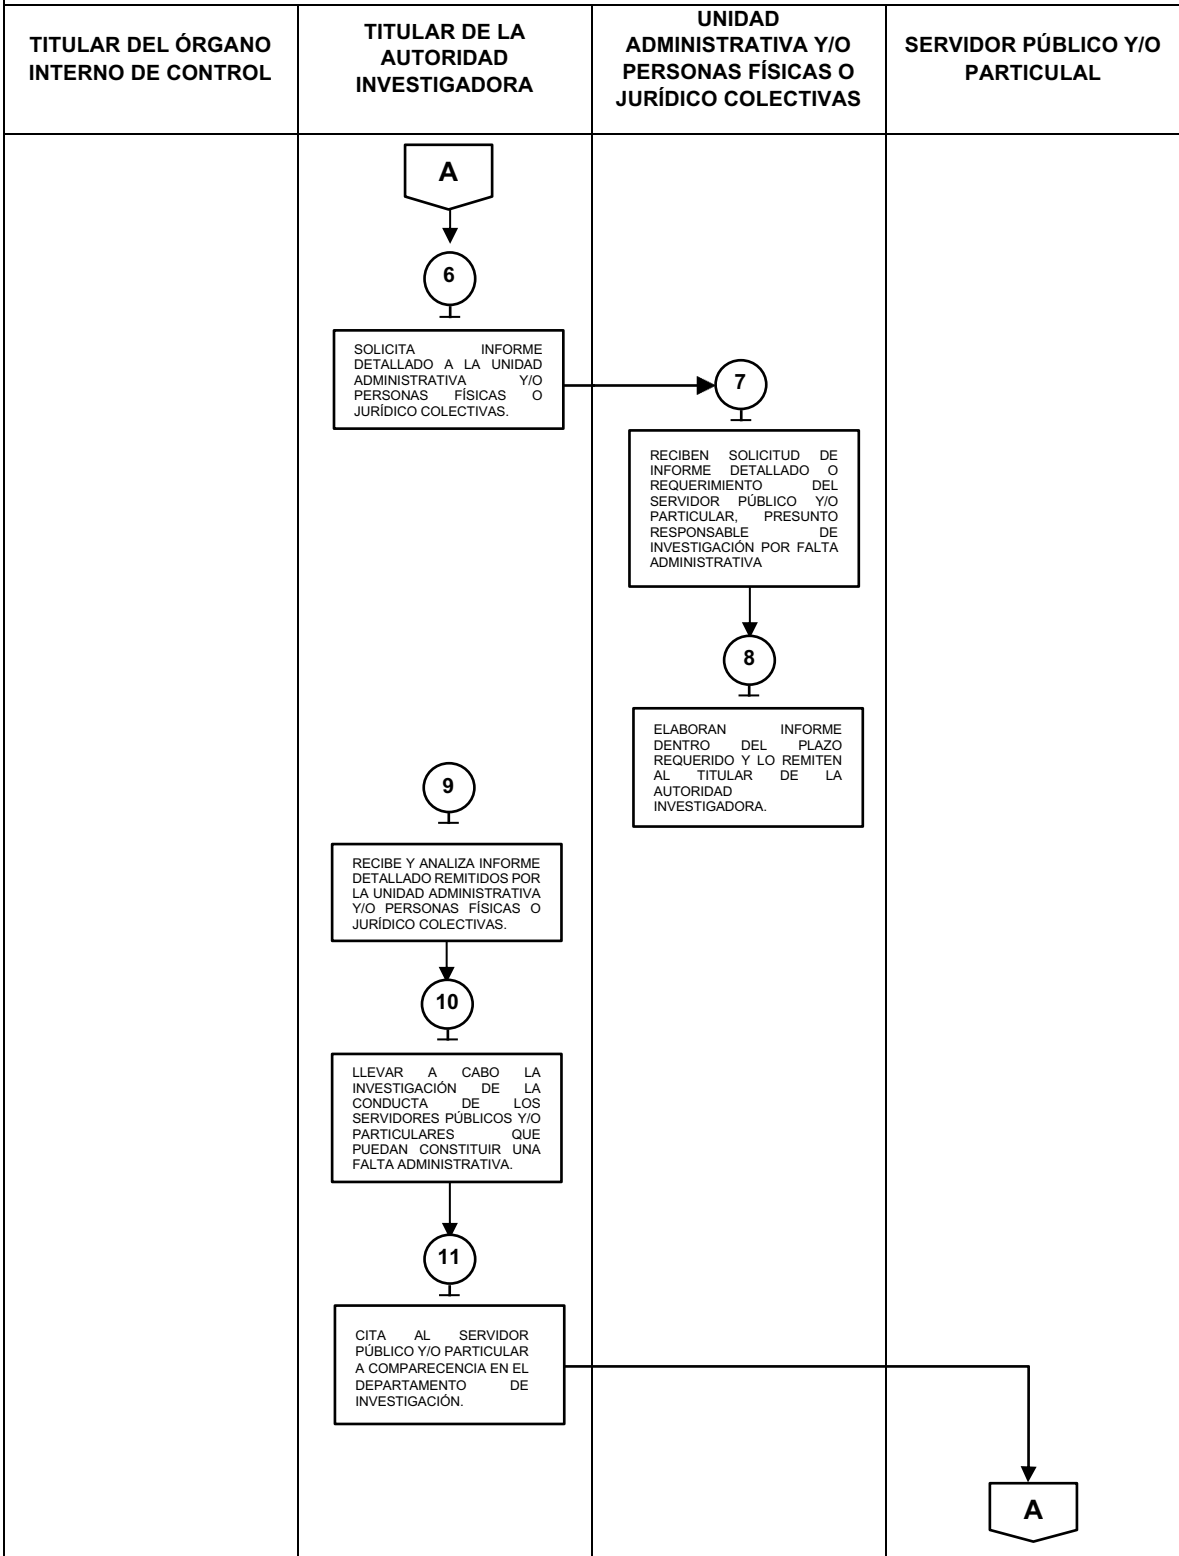 TITULAR DEL ÓRGANO
INTERNO DE CONTROL
TITULAR DE LA
AUTORIDAD
INVESTIGADORA
UNIDAD
ADMINISTRATIVA Y/O
PERSONAS FÍSICAS O
JURÍDICO COLECTIVAS
SERVIDOR PÚBLICO Y/O
PARTICULAL
A
6
SOLICITA INFORME
DETALLADO A LA UNIDAD
ADMINISTRATIVA Y/O
PERSONAS FÍSICAS O
JURÍDICO COLECTIVAS.
7
RECIBEN SOLICITUD DE
INFORME DETALLADO O
REQUERIMIENTO DEL
SERVIDOR PÚBLICO Y/O
PARTICULAR, PRESUNTO
RESPONSABLE DE
INVESTIGACIÓN POR FALTA
ADMINISTRATIVA
8
ELABORAN INFORME
DENTRO DEL PLAZO
REQUERIDO Y LO REMITEN
AL TITULAR DE LA
AUTORIDAD
INVESTIGADORA.
9
RECIBE Y ANALIZA INFORME
DETALLADO REMITIDOS POR
LA UNIDAD ADMINISTRATIVA
Y/O PERSONAS FÍSICAS O
JURÍDICO COLECTIVAS.
10
LLEVAR A CABO LA
INVESTIGACIÓN DE LA
CONDUCTA DE LOS
SERVIDORES PÚBLICOS Y/O
PARTICULARES QUE
PUEDAN CONSTITUIR UNA
FALTA ADMINISTRATIVA.
11
CITA AL SERVIDOR
PÚBLICO Y/O PARTICULAR
A COMPARECENCIA EN EL
DEPARTAMENTO DE
INVESTIGACIÓN.
A